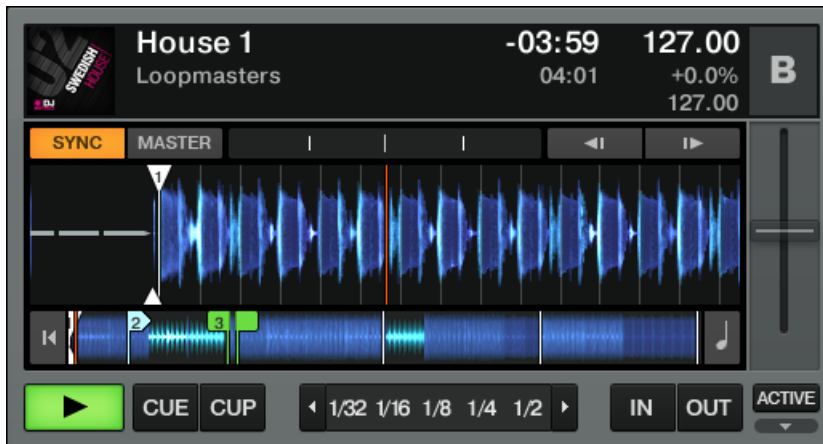 House 1 -03:59 127.00 B
Loopmasters 04:01 +0.0%
127.00
SWEDISH
HOUSE
DJ
SYNC MASTER
1
2 3
CUE CUP 1/32 1/16 1/8 1/4 1/2 IN OUT ACTIVE